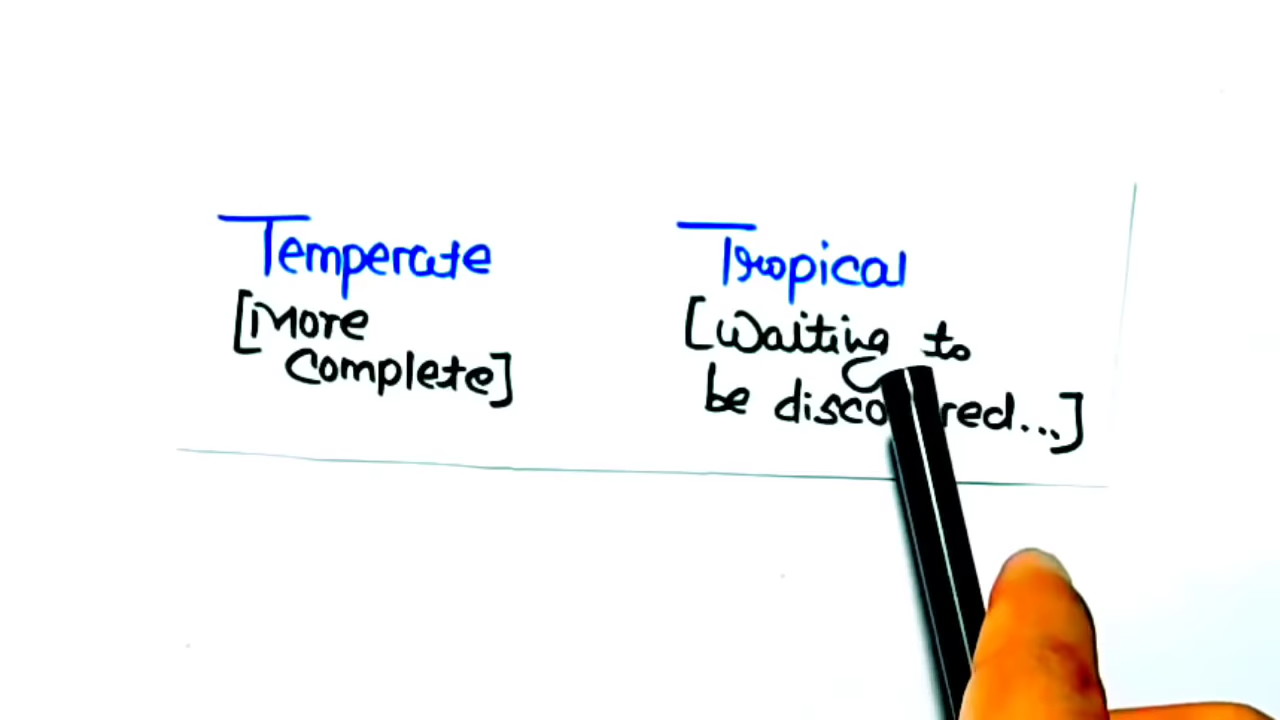 Temperate
[More
Complete]
Tropical
[Waiting to
be discovered...]